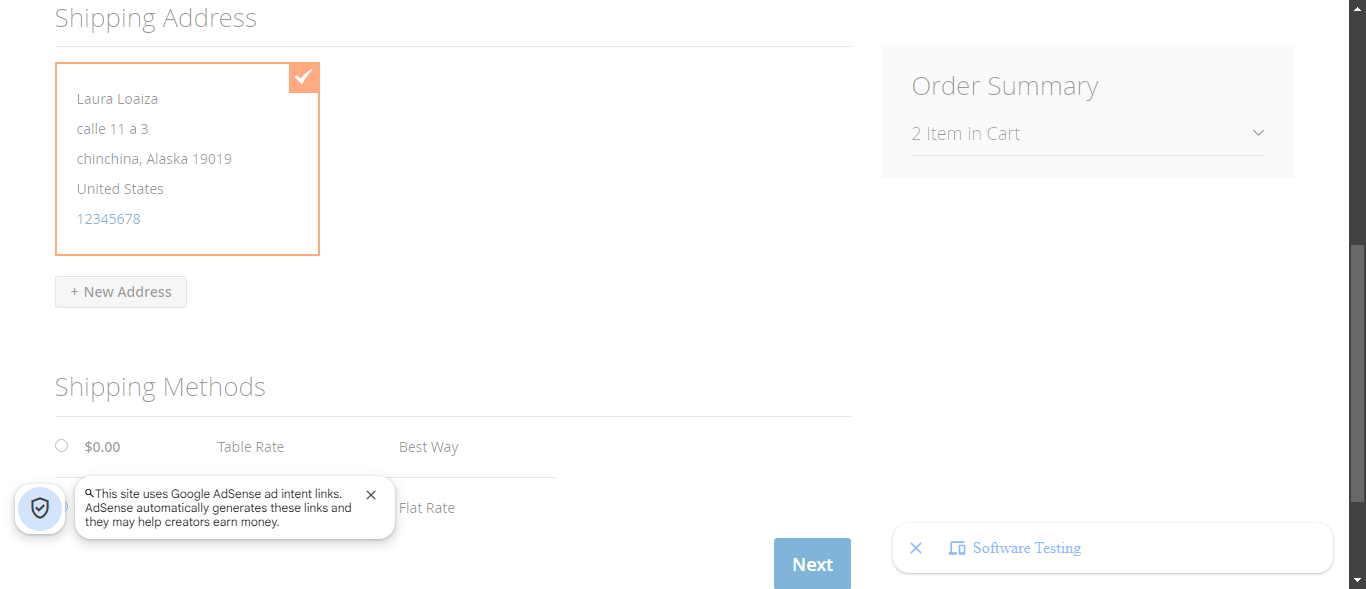 Shipping Address
Laura Loaiza
calle 11 a 3
chinchina, Alaska 19019
United States
12345678
+ New Address
Order Summary
2 Item in Cart
Shipping Methods
$0.00 Table Rate Best Way
Flat Rate
This site uses Google AdSense ad intent links.
AdSense automatically generates these links and
they may help creators earn money.
Next
Software Testing